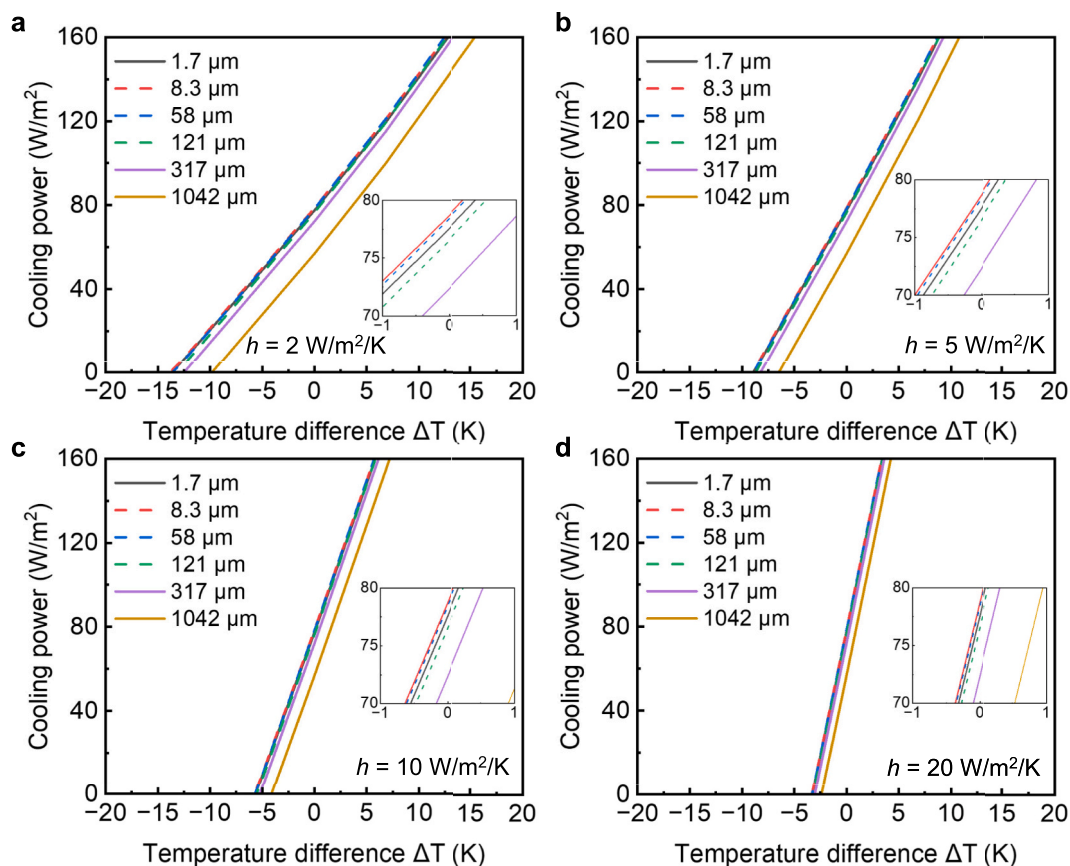 a
160
120
80
40
0
Cooling power (W/m²)
1.7 µm
8.3 µm
58 µm
121 µm
317 µm
1042 µm
80
75
70
−1 0 1
h = 2 W/m²/K
−20 −15 −10 −5 0 5 10 15 20
Temperature difference ΔT (K)
b
160
120
80
40
0
Cooling power (W/m²)
1.7 µm
8.3 µm
58 µm
121 µm
317 µm
1042 µm
80
75
70
−1 0 1
h = 5 W/m²/K
−20 −15 −10 −5 0 5 10 15 20
Temperature difference ΔT (K)
c
160
120
80
40
0
Cooling power (W/m²)
1.7 µm
8.3 µm
58 µm
121 µm
317 µm
1042 µm
80
75
70
−1 0 1
h = 10 W/m²/K
−20 −15 −10 −5 0 5 10 15 20
Temperature difference ΔT (K)
d
160
120
80
40
0
Cooling power (W/m²)
1.7 µm
8.3 µm
58 µm
121 µm
317 µm
1042 µm
80
75
70
−1 0 1
h = 20 W/m²/K
−20 −15 −10 −5 0 5 10 15 20
Temperature difference ΔT (K)